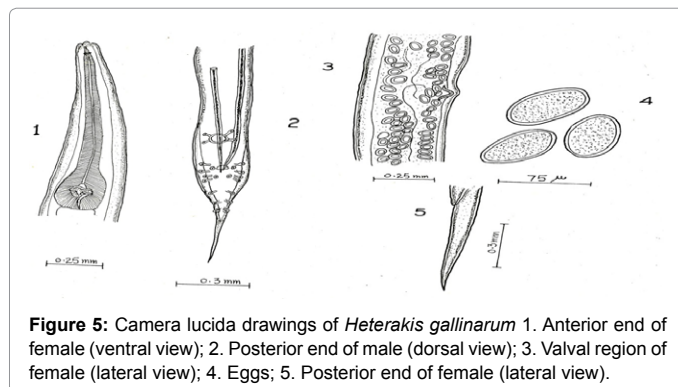 1
2
3
4
5
0.25 mm
0.3 mm
0.25 mm
75 µ
0.3 mm
Figure 5: Camera lucida drawings of Heterakis gallinarum 1. Anterior end of
female (ventral view); 2. Posterior end of male (dorsal view); 3. Valval region of
female (lateral view); 4. Eggs; 5. Posterior end of female (lateral view).